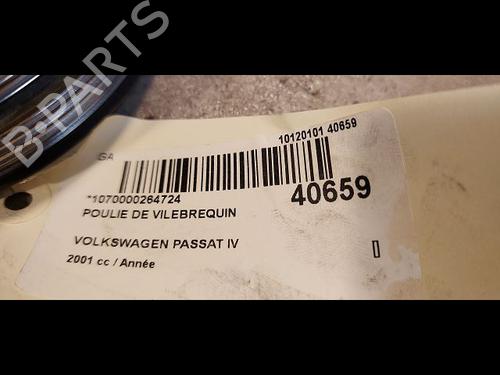 B-PARTS
10120101 40659
GA
*1070000264724
40659
POULIE DE VILEBREQUIN
VOLKSWAGEN PASSAT IV
2001 cc / Année